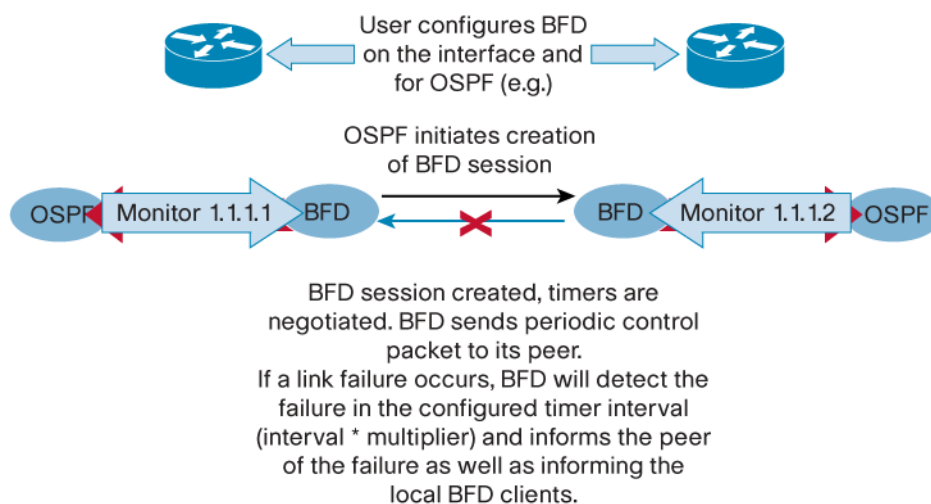 User configures BFD
on the interface and
for OSPF (e.g.)
OSPF initiates creation
of BFD session
OSPF Monitor 1.1.1.1 BFD BFD Monitor 1.1.1.2 OSPF
BFD session created, timers are
negotiated. BFD sends periodic control
packet to its peer.
If a link failure occurs, BFD will detect the
failure in the configured timer interval
(interval * multiplier) and informs the peer
of the failure as well as informing the
local BFD clients.